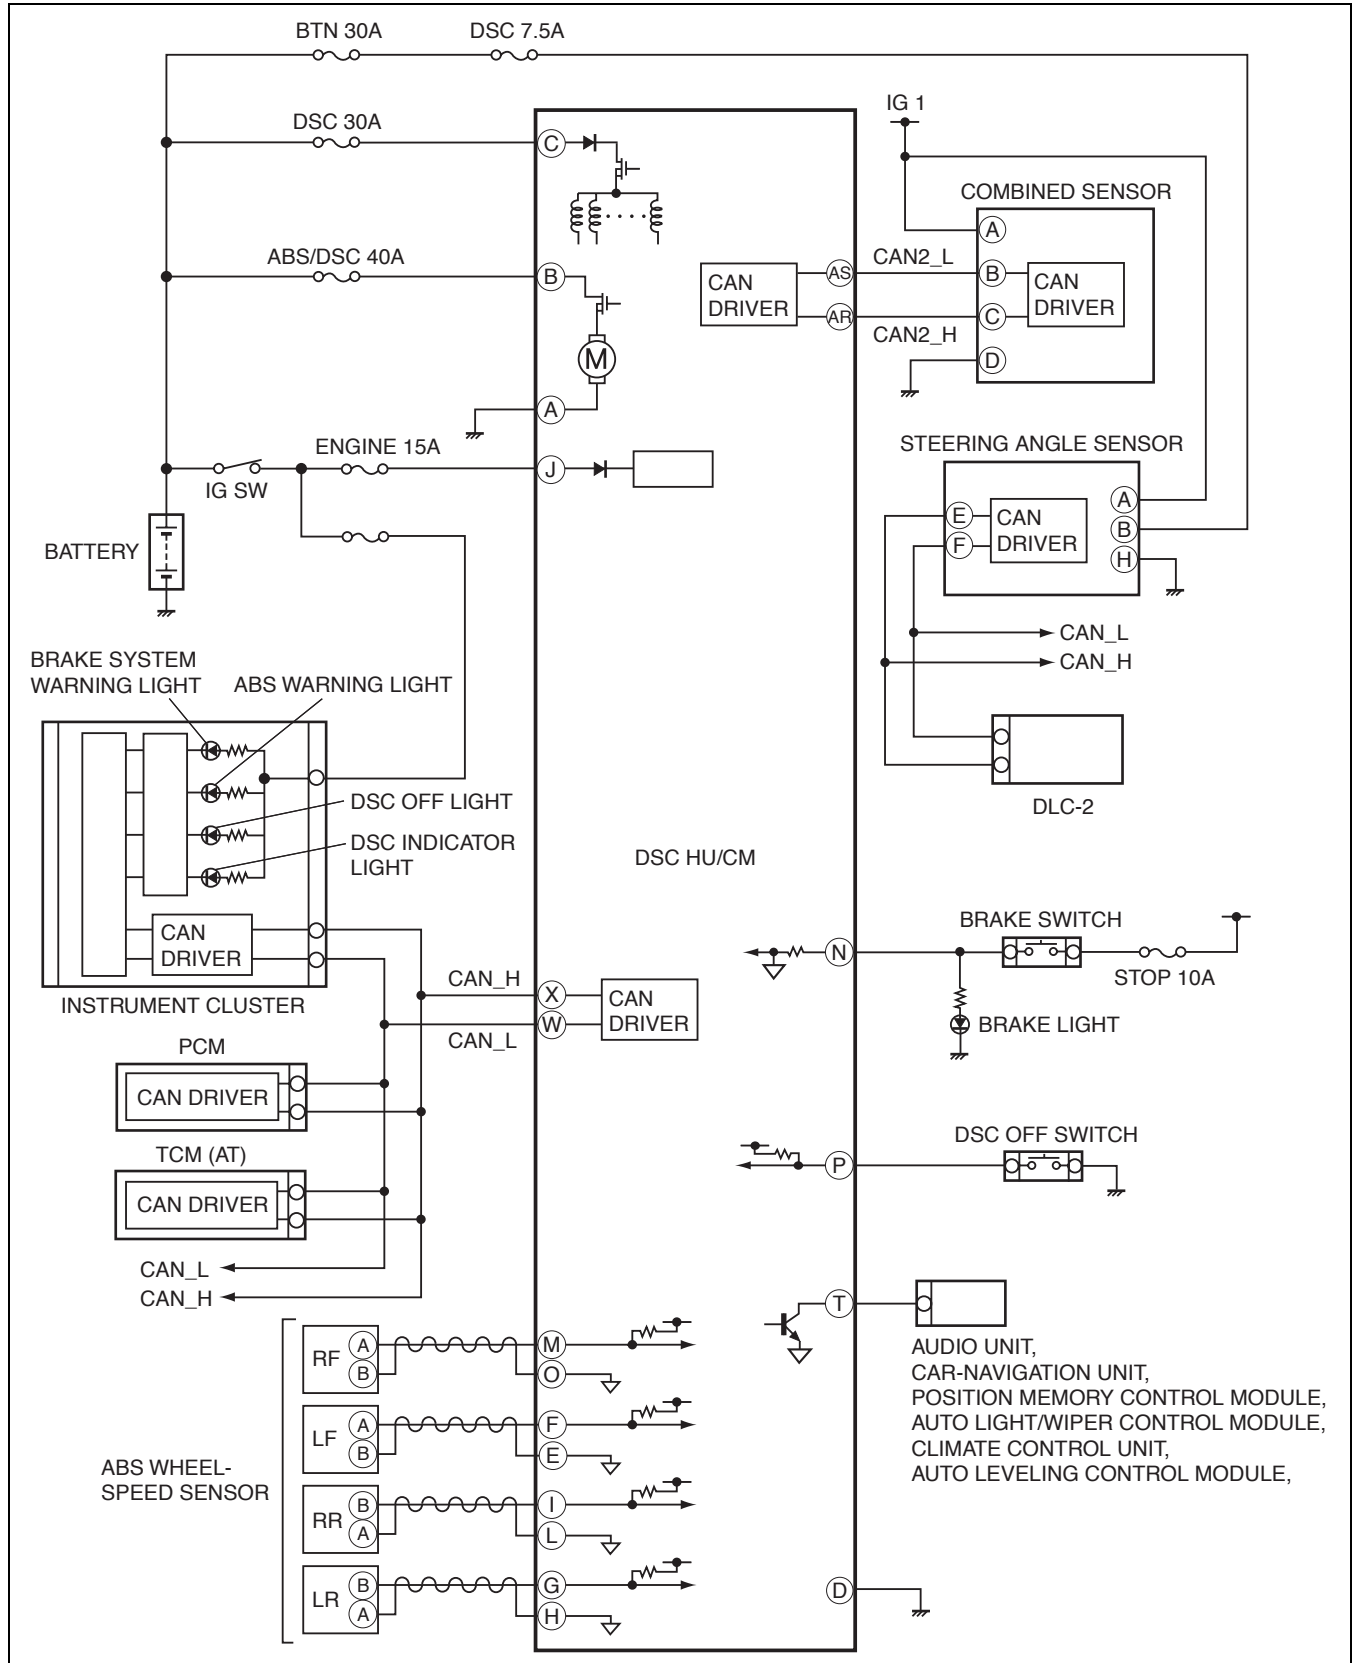 BTN 30A
DSC 7.5A
DSC 30A
IG 1
C
COMBINED SENSOR
A
ABS/DSC 40A
B
CAN
DRIVER
AS
CAN2_L
B
CAN
DRIVER
AR
CAN2_H
C
M
D
A
ENGINE 15A
J
IG SW
STEERING ANGLE SENSOR
A
E
CAN
DRIVER
B
F
H
BATTERY
CAN_L
CAN_H
BRAKE SYSTEM
WARNING LIGHT
ABS WARNING LIGHT
DLC-2
DSC OFF LIGHT
DSC INDICATOR
LIGHT
DSC HU/CM
CAN
DRIVER
INSTRUMENT CLUSTER
BRAKE SWITCH
N
STOP 10A
BRAKE LIGHT
CAN_H
X
CAN
DRIVER
W
CAN_L
PCM
CAN DRIVER
TCM (AT)
CAN DRIVER
DSC OFF SWITCH
P
CAN_L
CAN_H
T
AUDIO UNIT,
CAR-NAVIGATION UNIT,
POSITION MEMORY CONTROL MODULE,
AUTO LIGHT/WIPER CONTROL MODULE,
CLIMATE CONTROL UNIT,
AUTO LEVELING CONTROL MODULE,
ABS WHEEL-
SPEED SENSOR
RF
A
B
M
O
LF
A
B
F
E
RR
B
A
I
L
LR
B
A
G
H
D